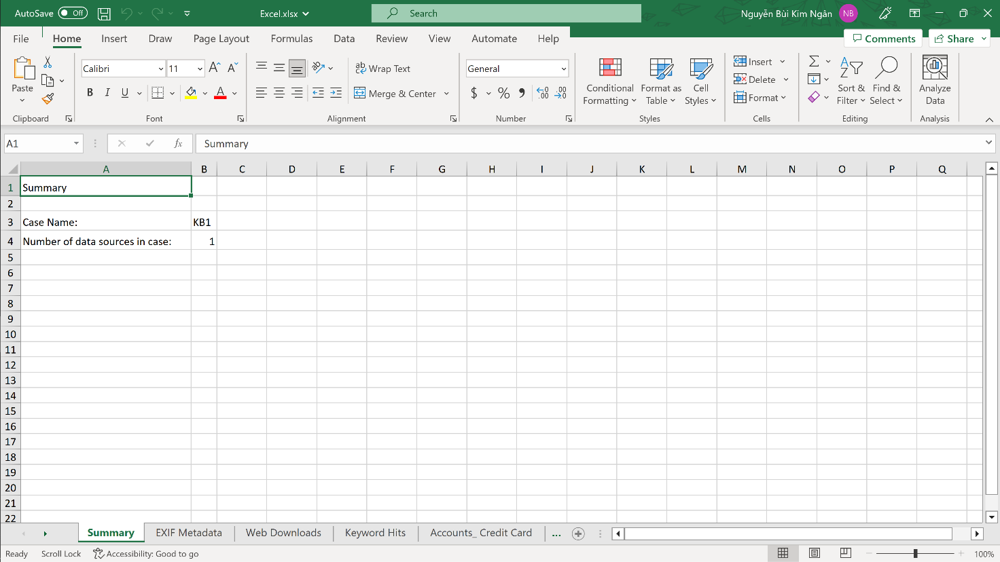 AutoSave Off Excel.xlsx Search Nguyễn Bùi Kim Ngân NB
File Home Insert Draw Page Layout Formulas Data Review View Automate Help Comments Share
Paste Calibri 11 A A ab Wrap Text General Conditional Formatting Format as Table Cell Styles Insert Delete Format Sort & Filter Find & Select Analyze Data
B I U A Merge & Center $ % 9 .00 .00
Clipboard Font Alignment Number Styles Cells Editing Analysis
A1 fx Summary
A B C D E F G H I J K L M N O P Q
1 Summary
2
3 Case Name: KB1
4 Number of data sources in case: 1
5
6
7
8
9
10
11
12
13
14
15
16
17
18
19
20
21
22
Summary EXIF Metadata Web Downloads Keyword Hits Accounts_ Credit Card ...
Ready Scroll Lock Accessibility: Good to go 100%